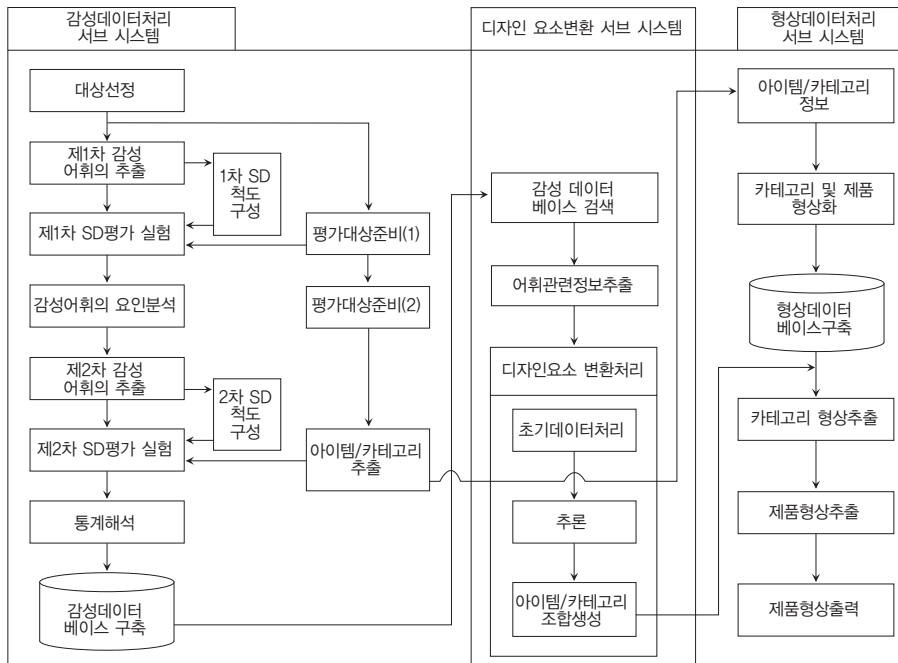 감성데이터처리
서브 시스템
디자인 요소변환 서브 시스템
형상데이터처리
서브 시스템
대상선정
제1차 감성
어휘의 추출
1차 SD
척도
구성
제1차 SD평가 실험
평가대상준비(1)
감성어휘의 요인분석
평가대상준비(2)
제2차 감성
어휘의 추출
2차 SD
척도
구성
제2차 SD평가 실험
아이템/카테고리
추출
통계해석
감성데이터
베이스 구축
감성 데이터
베이스 검색
어휘관련정보추출
디자인요소 변환처리
초기데이터처리
추론
아이템/카테고리
조합생성
아이템/카테고리
정보
카테고리 및 제품
형상화
형상데이터
베이스구축
카테고리 형상추출
제품형상추출
제품형상출력